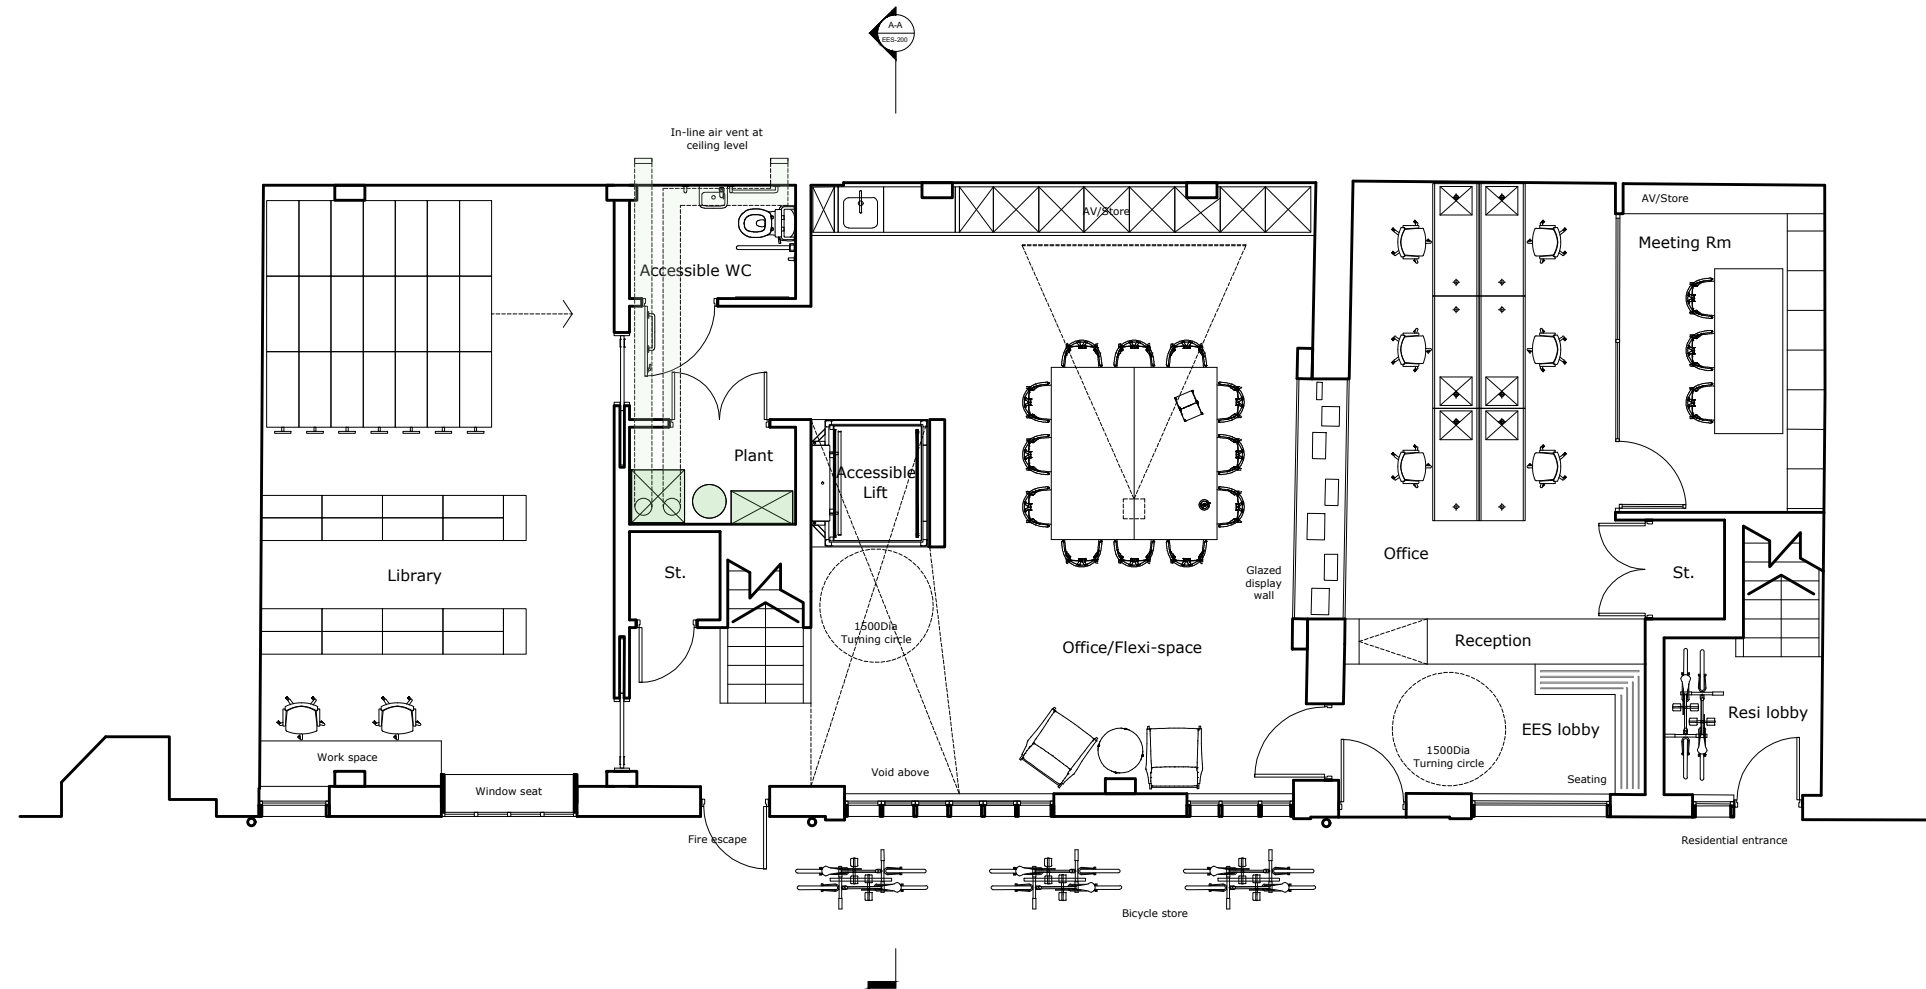 A-A
EES-200
In-line air vent at
ceiling level
AV/Store
AV/Store
Meeting Rm
Accessible WC
Plant
Accessible
Lift
Office
Library
St.
Glazed
display
wall
St.
1500Dia
Turning circle
Office/Flexi-space
Reception
Resi lobby
EES lobby
1500Dia
Turning circle
Work space
Void above
Seating
Window seat
Fire escape
Residential entrance
Bicycle store